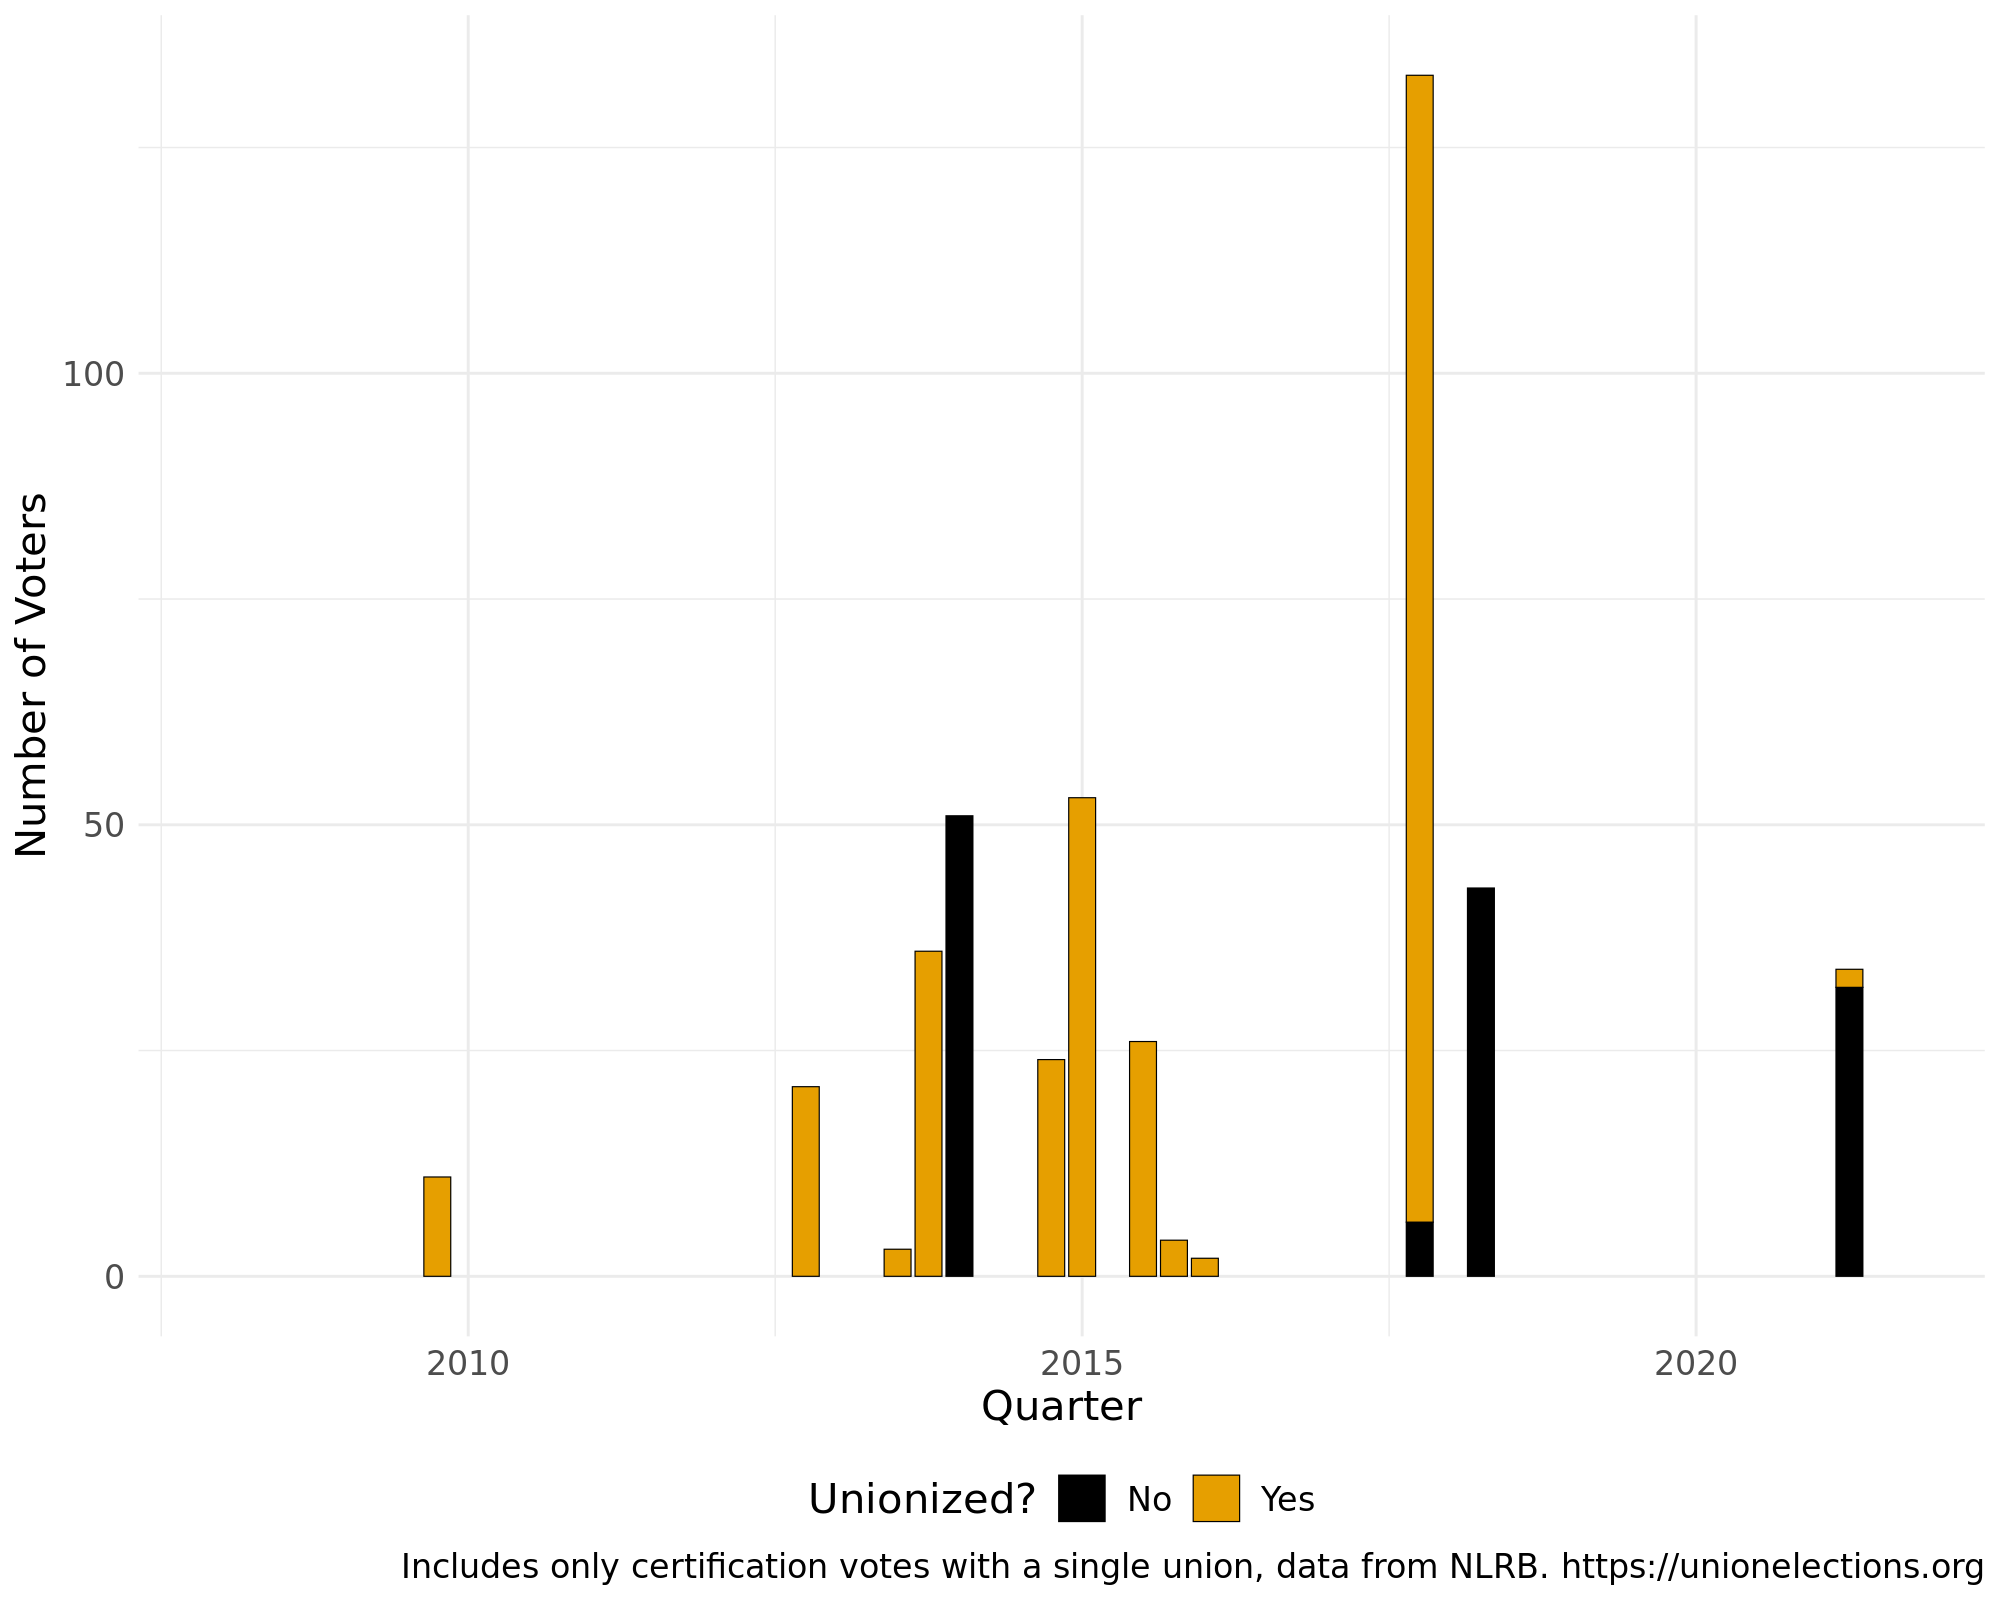 Number of Voters
100
50
0
2010 2015 2020
Quarter
Unionized? No Yes
Includes only certification votes with a single union, data from NLRB. https://unionelections.org